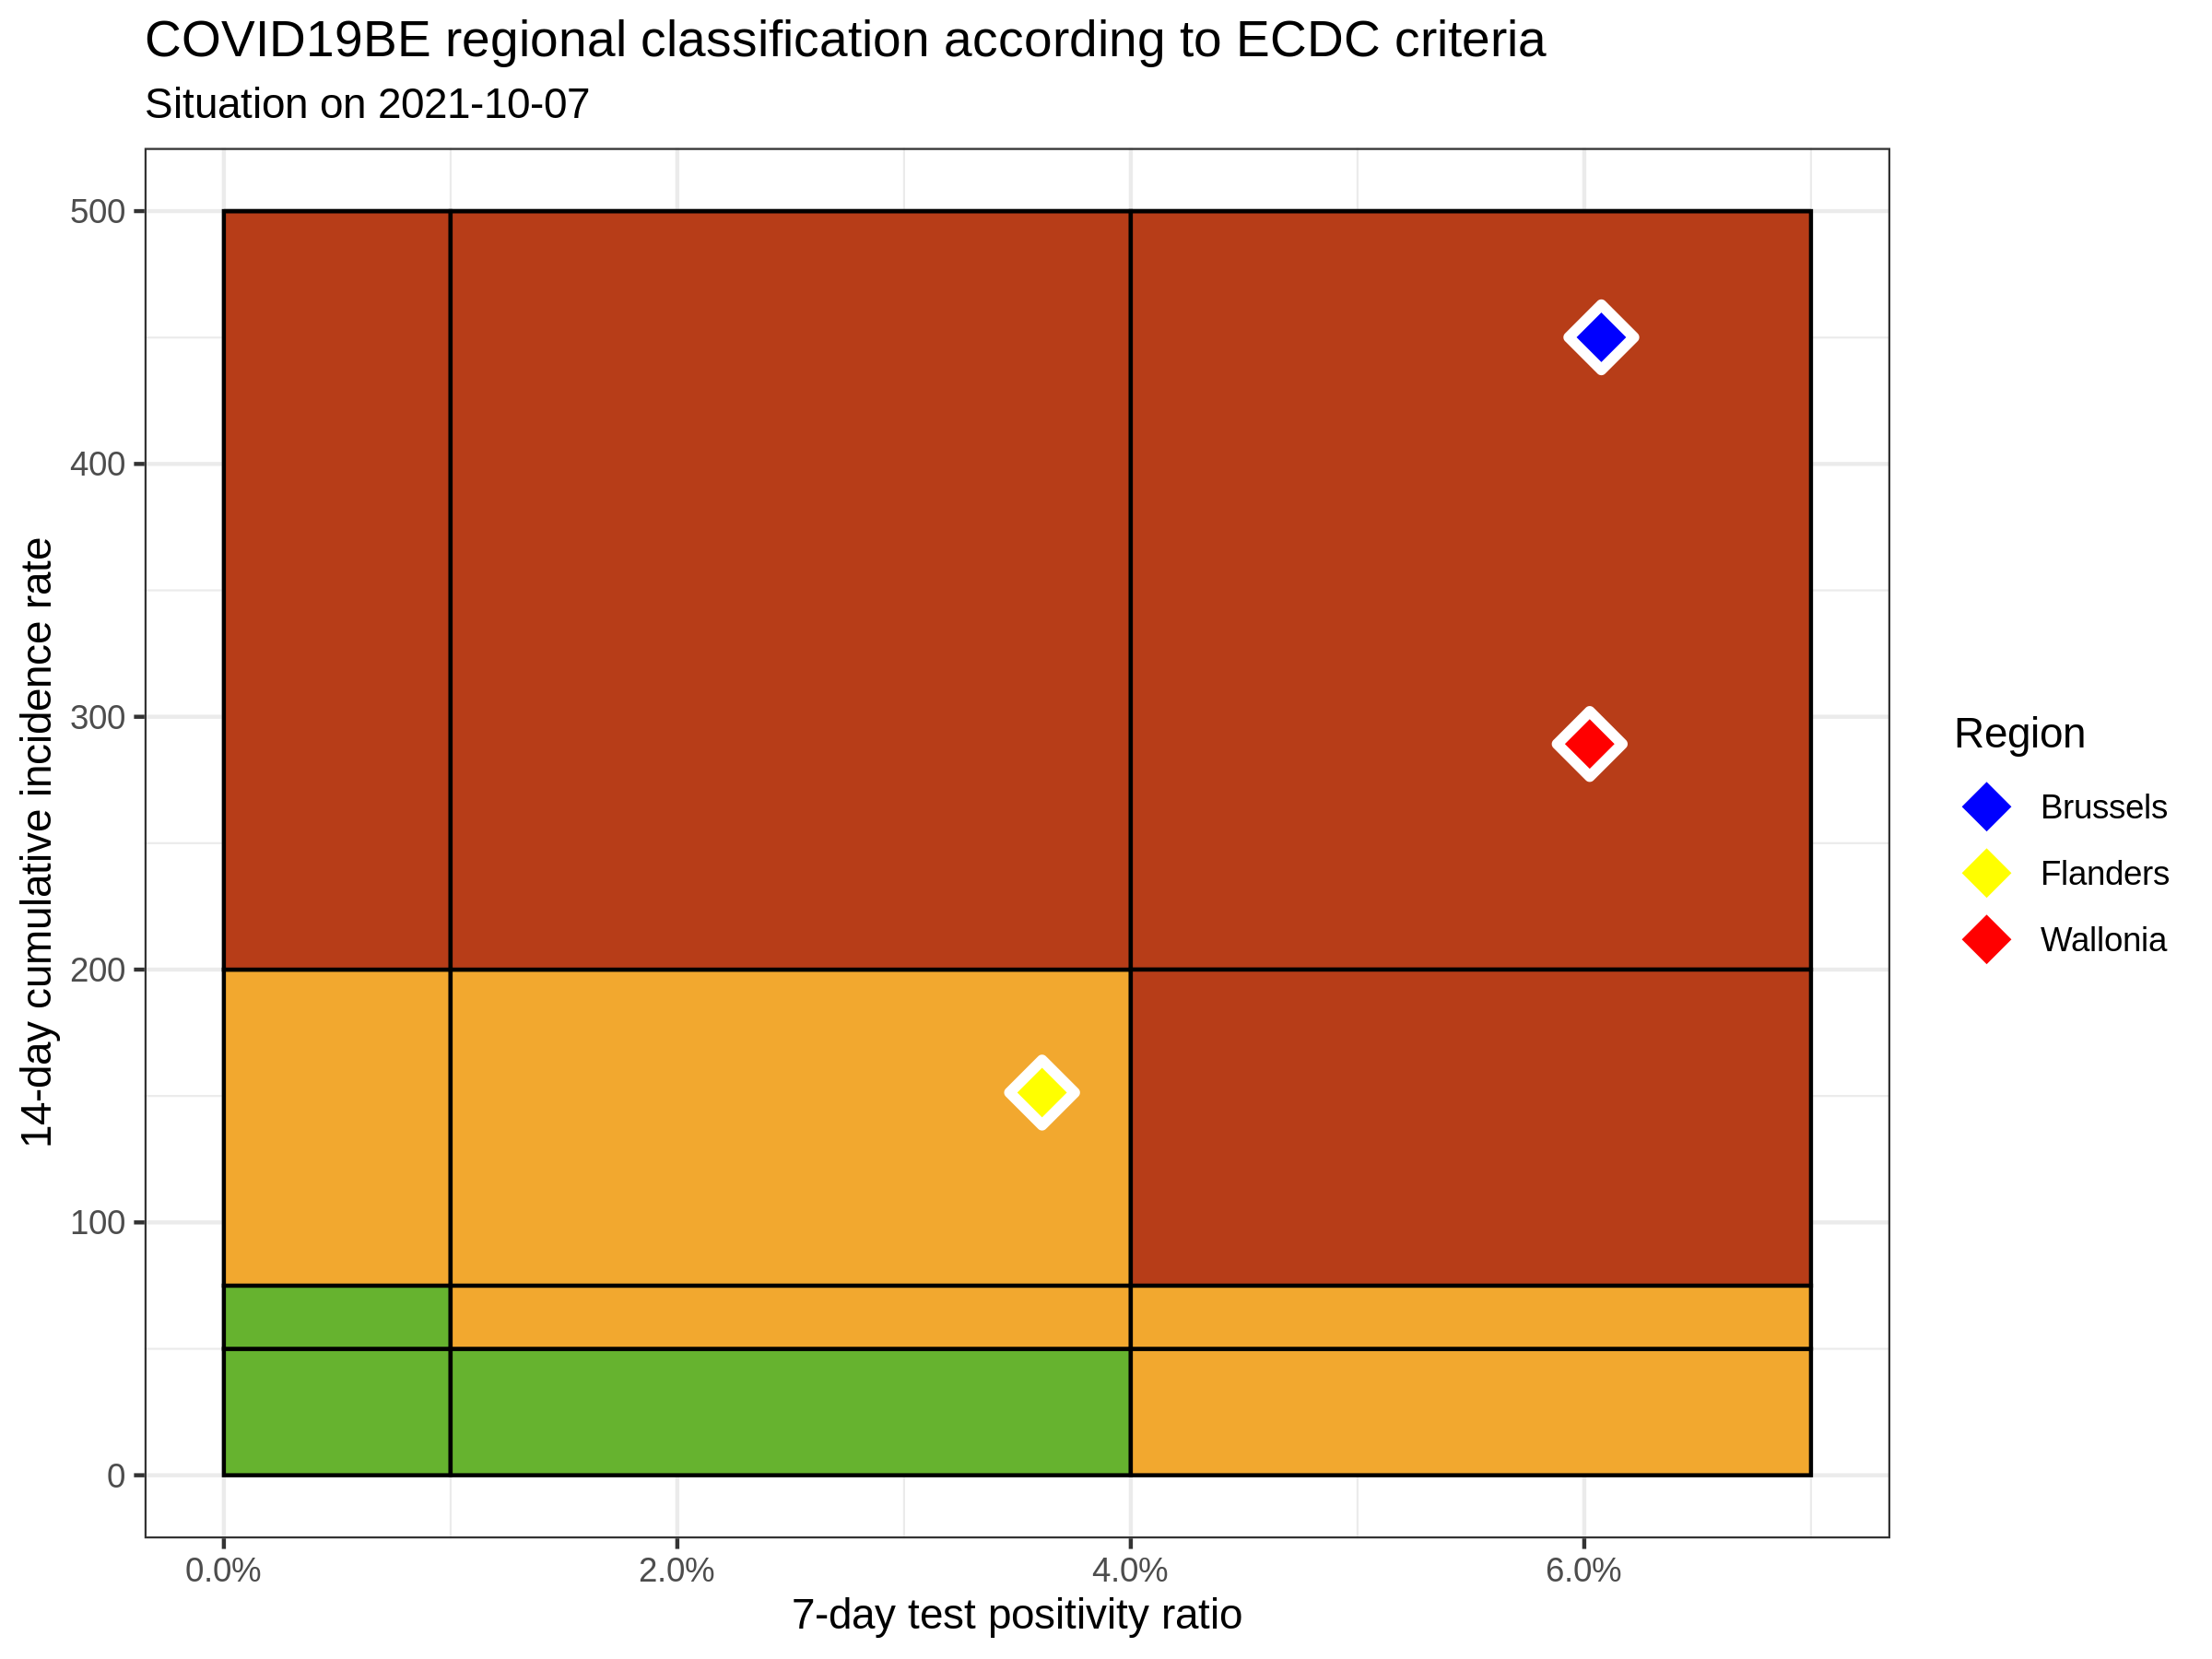 COVID19BE regional classification according to ECDC criteria
Situation on 2021-10-07
14-day cumulative incidence rate
500
400
300
200
100
0
0.0%
2.0%
4.0%
6.0%
7-day test positivity ratio
Region
Brussels
Flanders
Wallonia